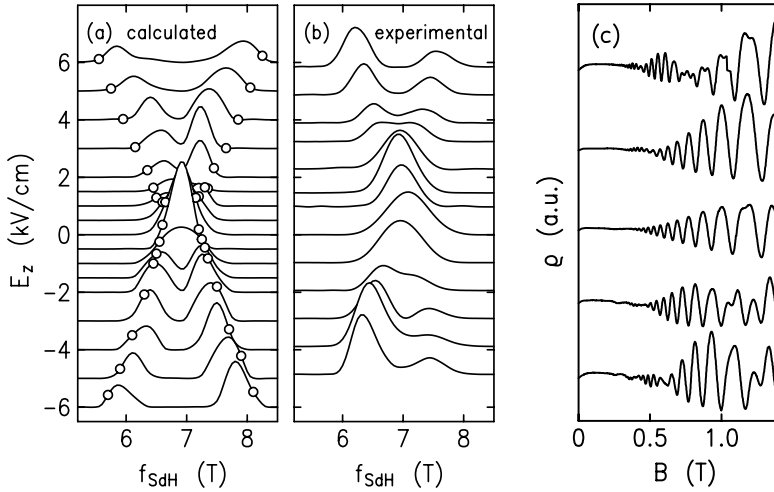 (a) calculated
(b) experimental
(c)
6
4
2
0
-2
-4
-6
E_z (kV/cm)
6 7 8
f_SdH (T)
6 7 8
f_SdH (T)
ϱ (a.u.)
0 0.5 1.0
B (T)